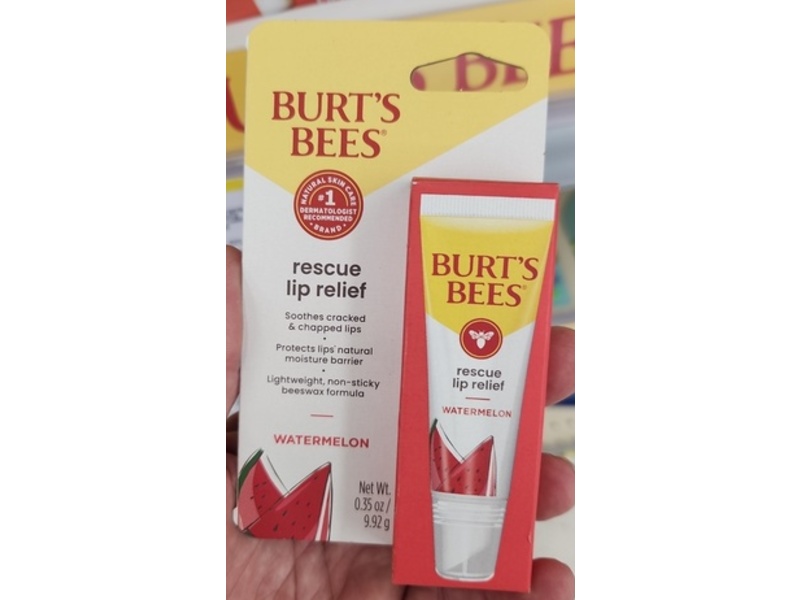 BURT'S
BEES®
NATURAL SKIN CARE
#1
DERMATOLOGIST
RECOMMENDED
• BRAND •
rescue
lip relief
Soothes cracked
& chapped lips
•
Protects lips' natural
moisture barrier
•
Lightweight, non-sticky
beeswax formula
WATERMELON
Net Wt.
0.35 oz /
9.92 g
BURT'S
BEES®
rescue
lip relief
WATERMELON